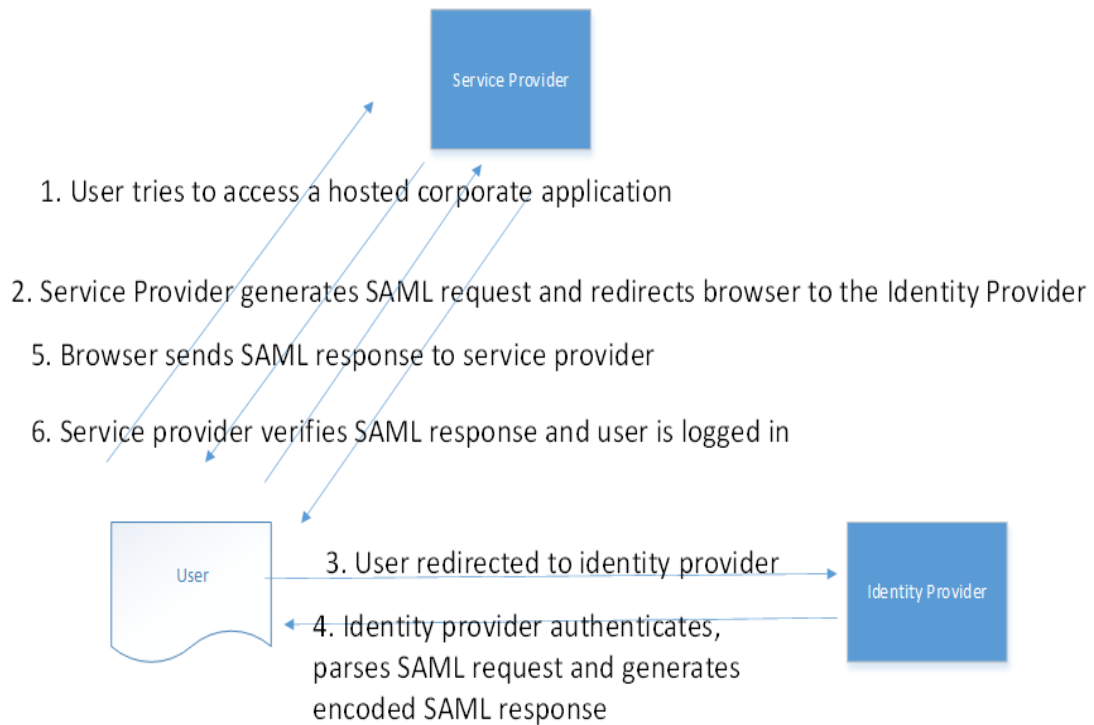 Service Provider
1. User tries to access a hosted corporate application
2. Service Provider generates SAML request and redirects browser to the Identity Provider
5. Browser sends SAML response to service provider
6. Service provider verifies SAML response and user is logged in
User
3. User redirected to identity provider
Identity Provider
4. Identity provider authenticates,
parses SAML request and generates
encoded SAML response